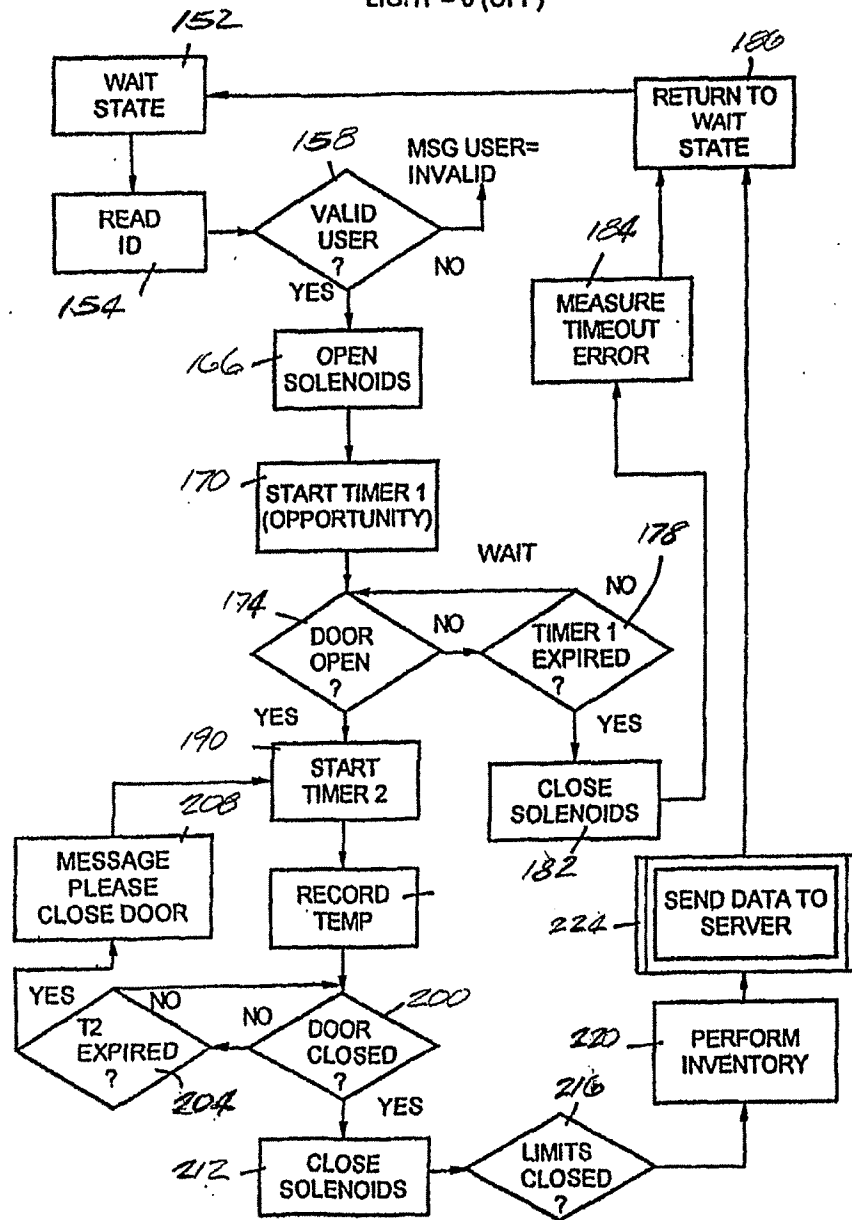 152
WAIT
STATE
186
RETURN TO
WAIT
STATE
158
MSG USER=
INVALID
READ
ID
154
VALID
USER
?
NO
YES
184
MEASURE
TIMEOUT
ERROR
166
OPEN
SOLENOIDS
170
START TIMER 1
(OPPORTUNITY)
WAIT
178
174
DOOR
OPEN
?
NO
NO
TIMER 1
EXPIRED
?
YES
YES
190
START
TIMER 2
CLOSE
SOLENOIDS
182
208
MESSAGE
PLEASE
CLOSE DOOR
RECORD
TEMP
224
SEND DATA TO
SERVER
YES
NO
T2
EXPIRED
?
204
NO
200
DOOR
CLOSED
?
YES
220
PERFORM
INVENTORY
216
212
CLOSE
SOLENOIDS
LIMITS
CLOSED
?